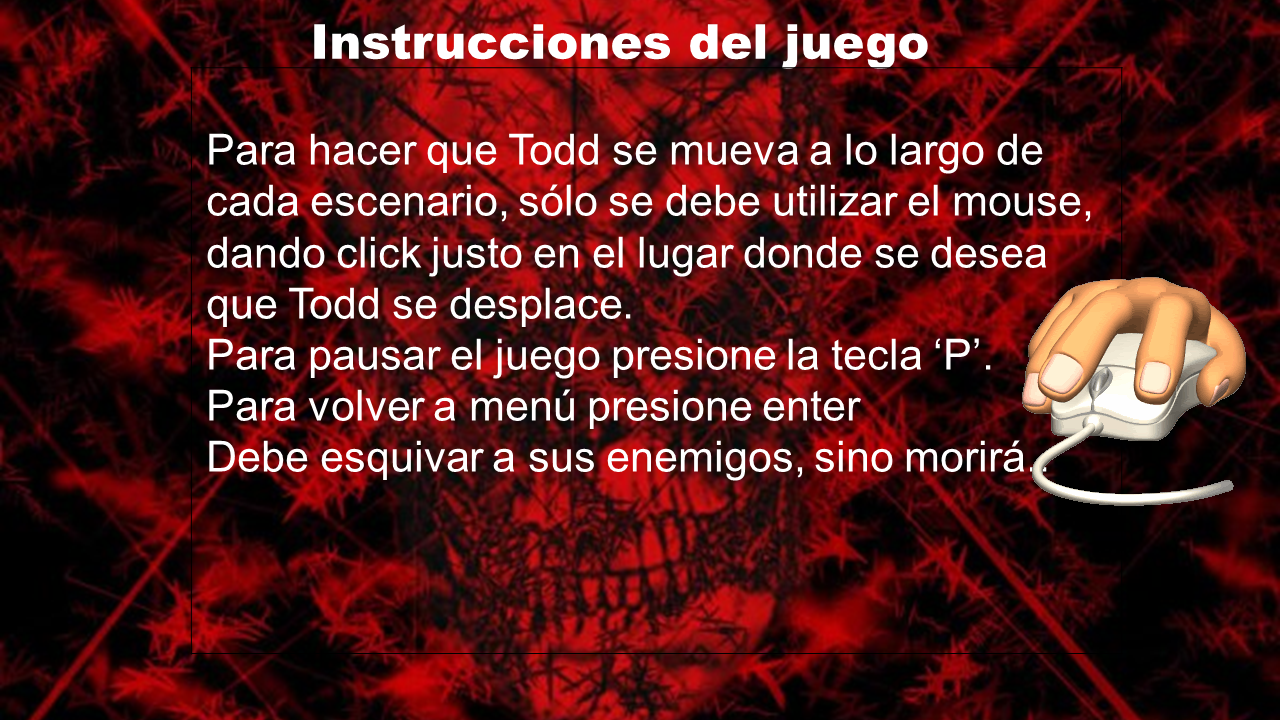 Instrucciones del juego
Para hacer que Todd se mueva a lo largo de
cada escenario, sólo se debe utilizar el mouse,
dando click justo en el lugar donde se desea
que Todd se desplace.
Para pausar el juego presione la tecla ‘P’.
Para volver a menú presione enter
Debe esquivar a sus enemigos, sino morirá..